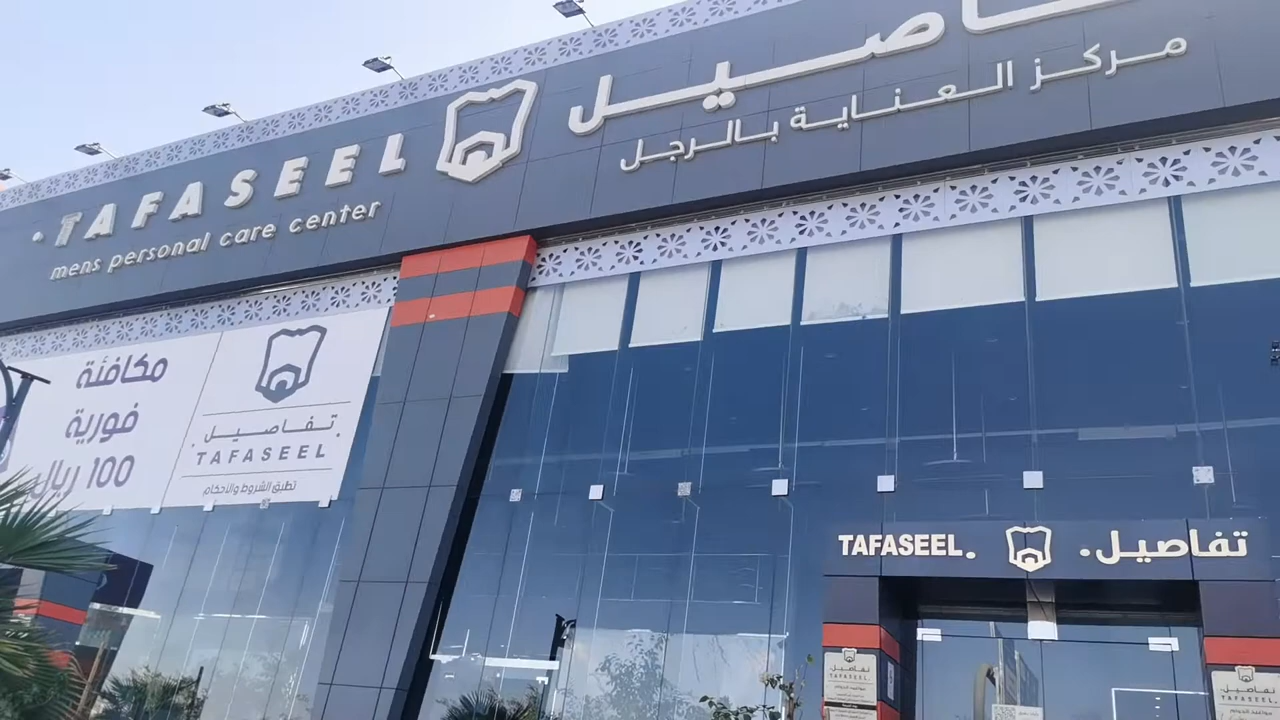 تفاصيل
مركز العناية بالرجل
TAFASEEL
mens personal care center
مكافئة
فورية
100 ريال
تفاصيل
TAFASEEL
تطبق الشروط والأحكام
TAFASEEL.
تفاصيل.
تفاصيل
TAFASEEL
تفاصيل
TAFASEEL